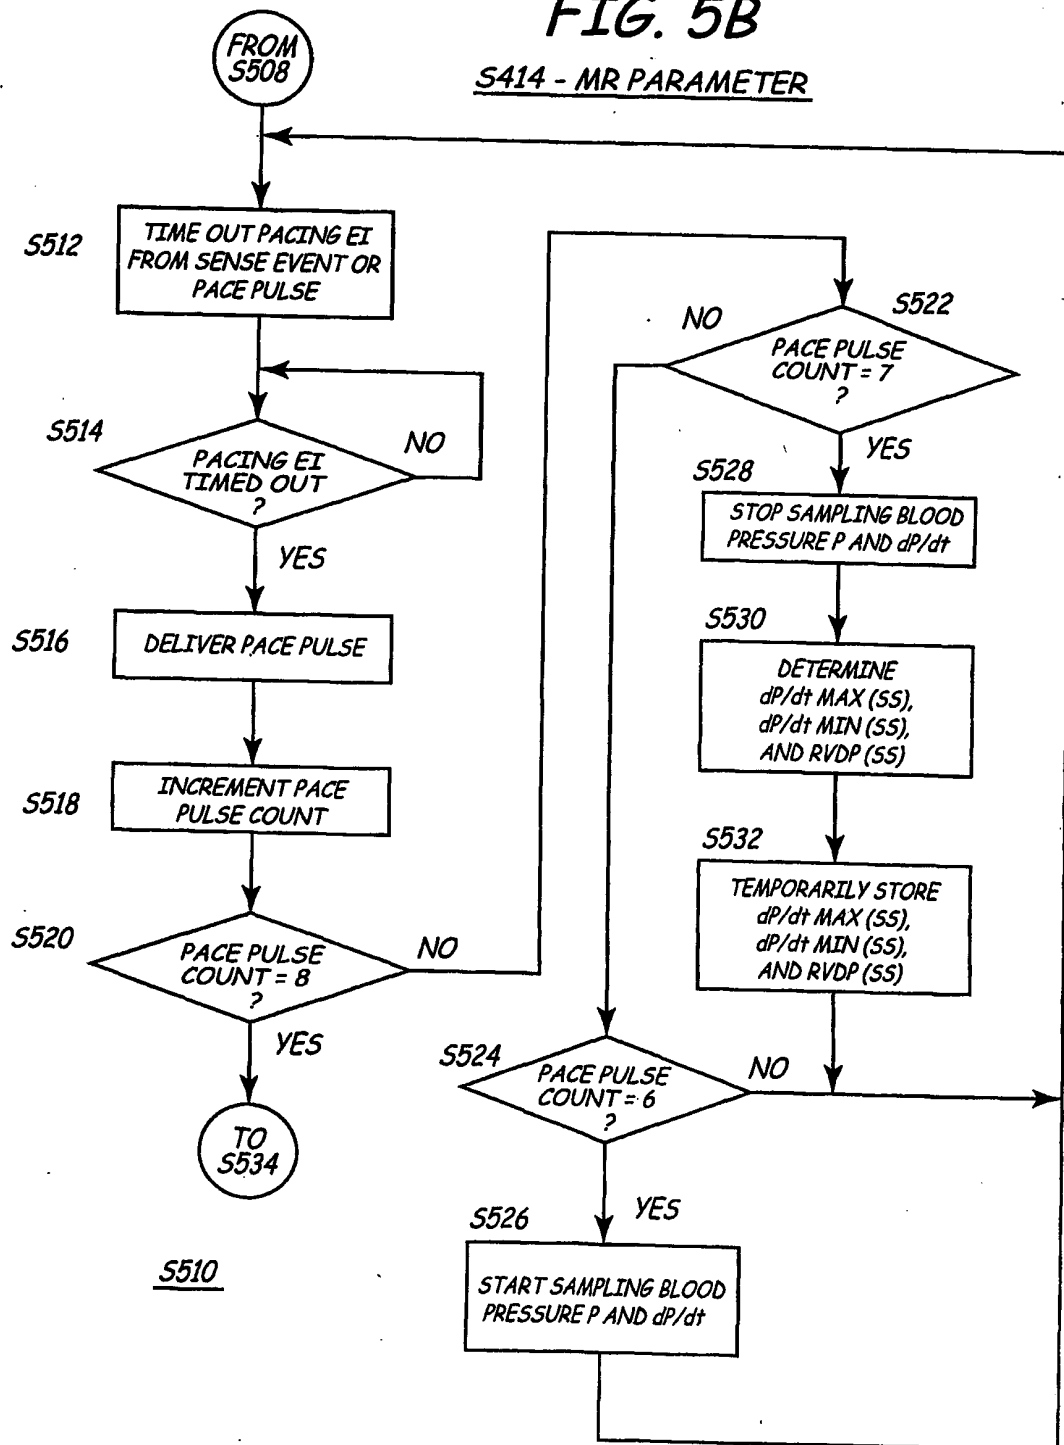 FIG. 5B
S414 - MR PARAMETER
FROM
S508
S512
TIME OUT PACING EI
FROM SENSE EVENT OR
PACE PULSE
S514
PACING EI
TIMED OUT
?
NO
YES
S516
DELIVER PACE PULSE
S518
INCREMENT PACE
PULSE COUNT
S520
PACE PULSE
COUNT = 8
?
NO
YES
TO
S534
S510
S522
NO
PACE PULSE
COUNT = 7
?
YES
S528
STOP SAMPLING BLOOD
PRESSURE P AND dP/dt
S530
DETERMINE
dP/dt MAX (SS),
dP/dt MIN (SS),
AND RVDP (SS)
S532
TEMPORARILY STORE
dP/dt MAX (SS),
dP/dt MIN (SS),
AND RVDP (SS)
S524
PACE PULSE
COUNT = 6
?
NO
YES
S526
START SAMPLING BLOOD
PRESSURE P AND dP/dt